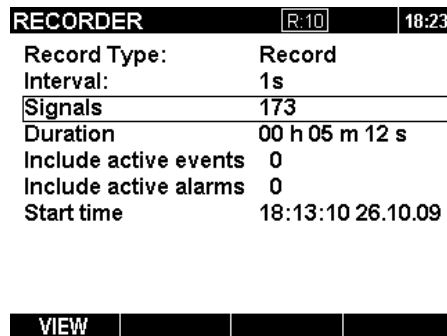 RECORDER R:10 18:23
Record Type: Record
Interval: 1s
Signals 173
Duration 00 h 05 m 12 s
Include active events 0
Include active alarms 0
Start time 18:13:10 26.10.09
VIEW